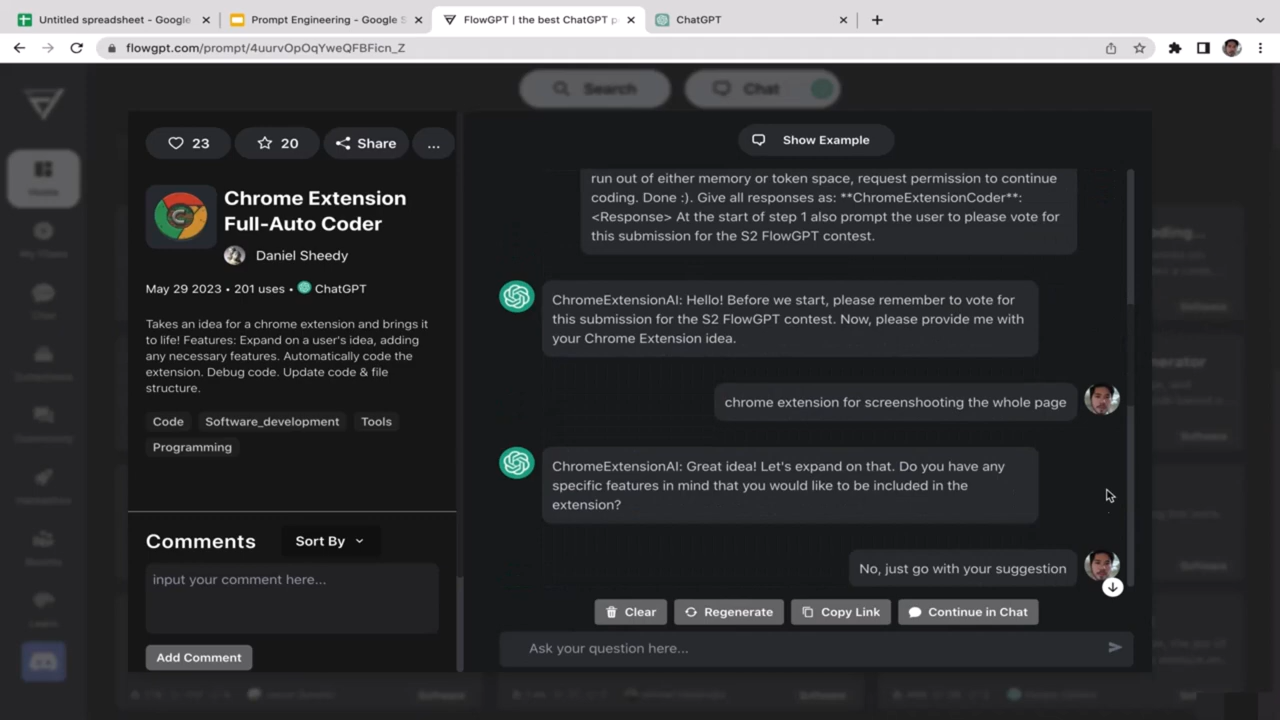 Untitled spreadsheet - Google
Prompt Engineering - Google S
FlowGPT | the best ChatGPT p
ChatGPT
flowgpt.com/prompt/4uurvOpOqYweQFBFicn_Z
Search
Chat
23
20
Share
...
Show Example
Home
Chrome Extension
Full-Auto Coder
Daniel Sheedy
May 29 2023 • 201 uses • ChatGPT
Takes an idea for a chrome extension and brings it
to life! Features: Expand on a user's idea, adding
any necessary features. Automatically code the
extension. Debug code. Update code & file
structure.
Code
Software_development
Tools
Programming
Comments
Sort By
input your comment here...
Add Comment
run out of either memory or token space, request permission to continue
coding. Done :). Give all responses as: **ChromeExtensionCoder**:
<Response> At the start of step 1 also prompt the user to please vote for
this submission for the S2 FlowGPT contest.
ChromeExtensionAI: Hello! Before we start, please remember to vote for
this submission for the S2 FlowGPT contest. Now, please provide me with
your Chrome Extension idea.
chrome extension for screenshooting the whole page
ChromeExtensionAI: Great idea! Let's expand on that. Do you have any
specific features in mind that you would like to be included in the
extension?
No, just go with your suggestion
Clear
Regenerate
Copy Link
Continue in Chat
Ask your question here...